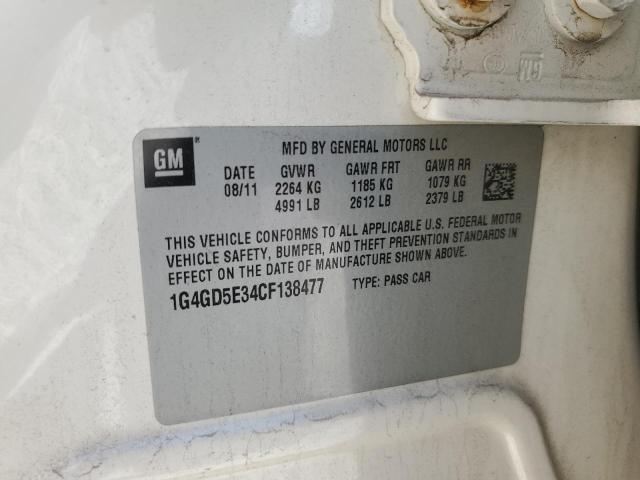 GM
MFD BY GENERAL MOTORS LLC
DATE GVWR GAWR FRT GAWR RR
08/11 2264 KG 1185 KG 1079 KG
4991 LB 2612 LB 2379 LB
THIS VEHICLE CONFORMS TO ALL APPLICABLE U.S. FEDERAL MOTOR
VEHICLE SAFETY, BUMPER, AND THEFT PREVENTION STANDARDS IN
EFFECT ON THE DATE OF MANUFACTURE SHOWN ABOVE.
1G4GD5E34CF138477 TYPE: PASS CAR
GM